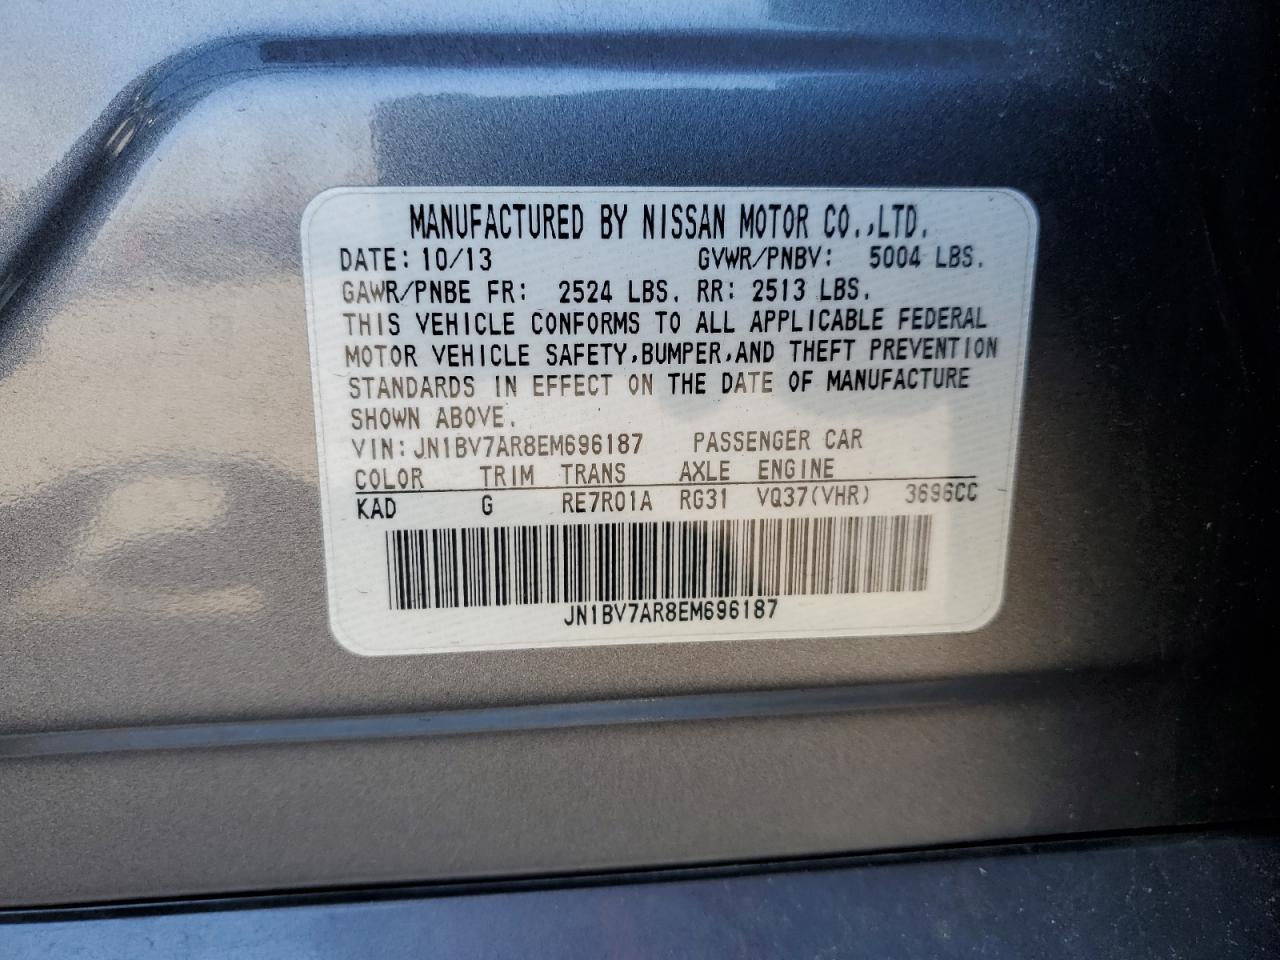 MANUFACTURED BY NISSAN MOTOR CO.,LTD.
DATE: 10/13 GVWR/PNBV: 5004 LBS.
GAWR/PNBE FR: 2524 LBS. RR: 2513 LBS.
THIS VEHICLE CONFORMS TO ALL APPLICABLE FEDERAL
MOTOR VEHICLE SAFETY,BUMPER,AND THEFT PREVENTION
STANDARDS IN EFFECT ON THE DATE OF MANUFACTURE
SHOWN ABOVE.
VIN:JN1BV7AR8EM696187 PASSENGER CAR
COLOR TRIM TRANS AXLE ENGINE
KAD G RE7R01A RG31 VQ37(VHR) 3696CC
JN1BV7AR8EM696187